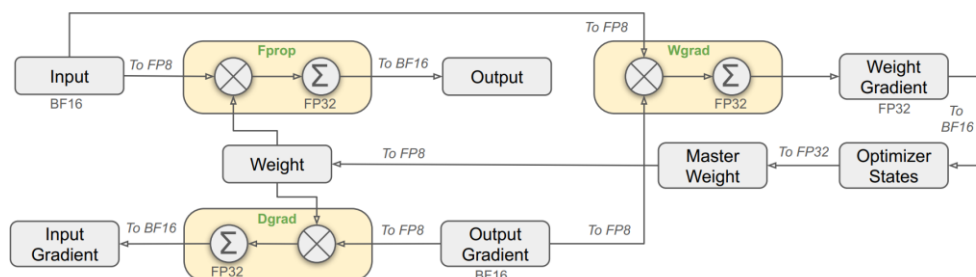 To FP8
Fprop
Wgrad
Input
To FP8
Σ
To BF16
Output
Σ
Weight
Gradient
BF16
FP32
FP32
FP32
To
BF16
Weight
To FP8
Master
Weight
To FP32
Optimizer
States
Dgrad
Input
Gradient
To BF16
Σ
To FP8
Output
Gradient
To FP8
FP32
BF16